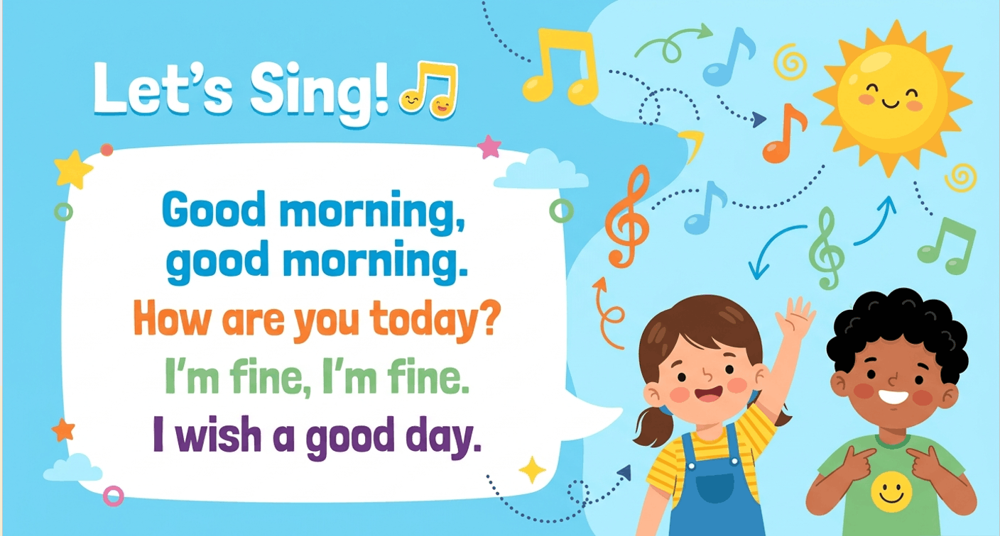 Let's Sing!
Good morning,
good morning.
How are you today?
I'm fine, I'm fine.
I wish a good day.